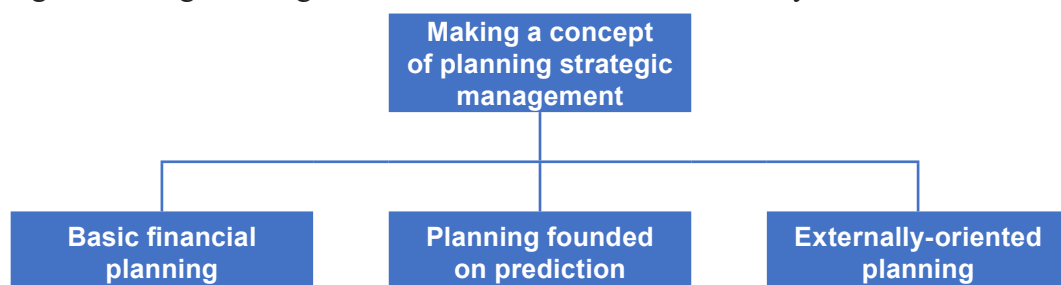 Making a concept
of planning strategic
management
Basic financial
planning
Planning founded
on prediction
Externally-oriented
planning